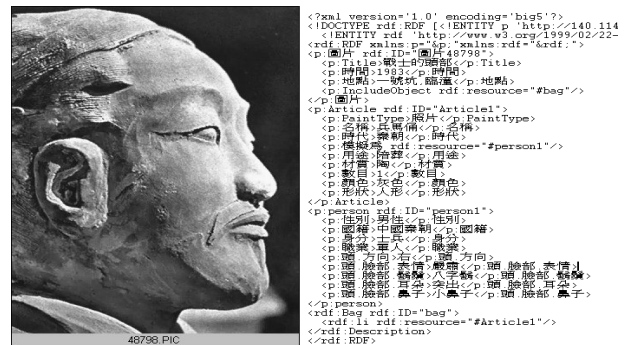 48798.PIC
<?xml version='1.0' encoding='big5'?>
<!DOCTYPE rdf:RDF [<!ENTITY p 'http://140.114
<!ENTITY rdf 'http://www.w3.org/1999/02/22-
<rdf:RDF xmlns:p="&p;"xmlns:rdf="&rdf;">
<p:圖片 rdf:ID="圖片48798">
<p:Title>戰士的頭部</p:Title>
<p:時間>1983</p:時間>
<p:地點>一號坑.臨潼</p:地點>
<p:IncludeObject rdf:resource="#bag"/>
</p:圖片>
<p:Article rdf:ID="Article1">
<p:PaintType>照片</p:PaintType>
<p:名稱>兵馬俑</p:名稱>
<p:時代>秦朝</p:時代>
<p:模擬為 rdf:resource="#person1"/>
<p:用途>陪葬</p:用途>
<p:材質>陶</p:材質>
<p:數目>1</p:數目>
<p:顏色>灰色</p:顏色>
<p:形狀>人形</p:形狀>
</p:Article>
<p:person rdf:ID="person1">
<p:性別>男性</p:性別>
<p:國籍>中國秦朝</p:國籍>
<p:身分>士兵</p:身分>
<p:職業>軍人</p:職業>
<p:頭.方向>右</p:頭.方向>
<p:頭.臉部.表情>嚴肅</p:頭.臉部.表情>
<p:頭.臉部.鬍鬚>八字鬍</p:頭.臉部.鬍鬚>
<p:頭.臉部.耳朵>突出</p:頭.臉部.耳朵>
<p:頭.臉部.鼻子>小鼻子</p:頭.臉部.鼻子>
</p:person>
<rdf:Bag rdf:ID="bag">
<rdf:li rdf:resource="#Article1"/>
</rdf:Description>
</rdf:RDF>